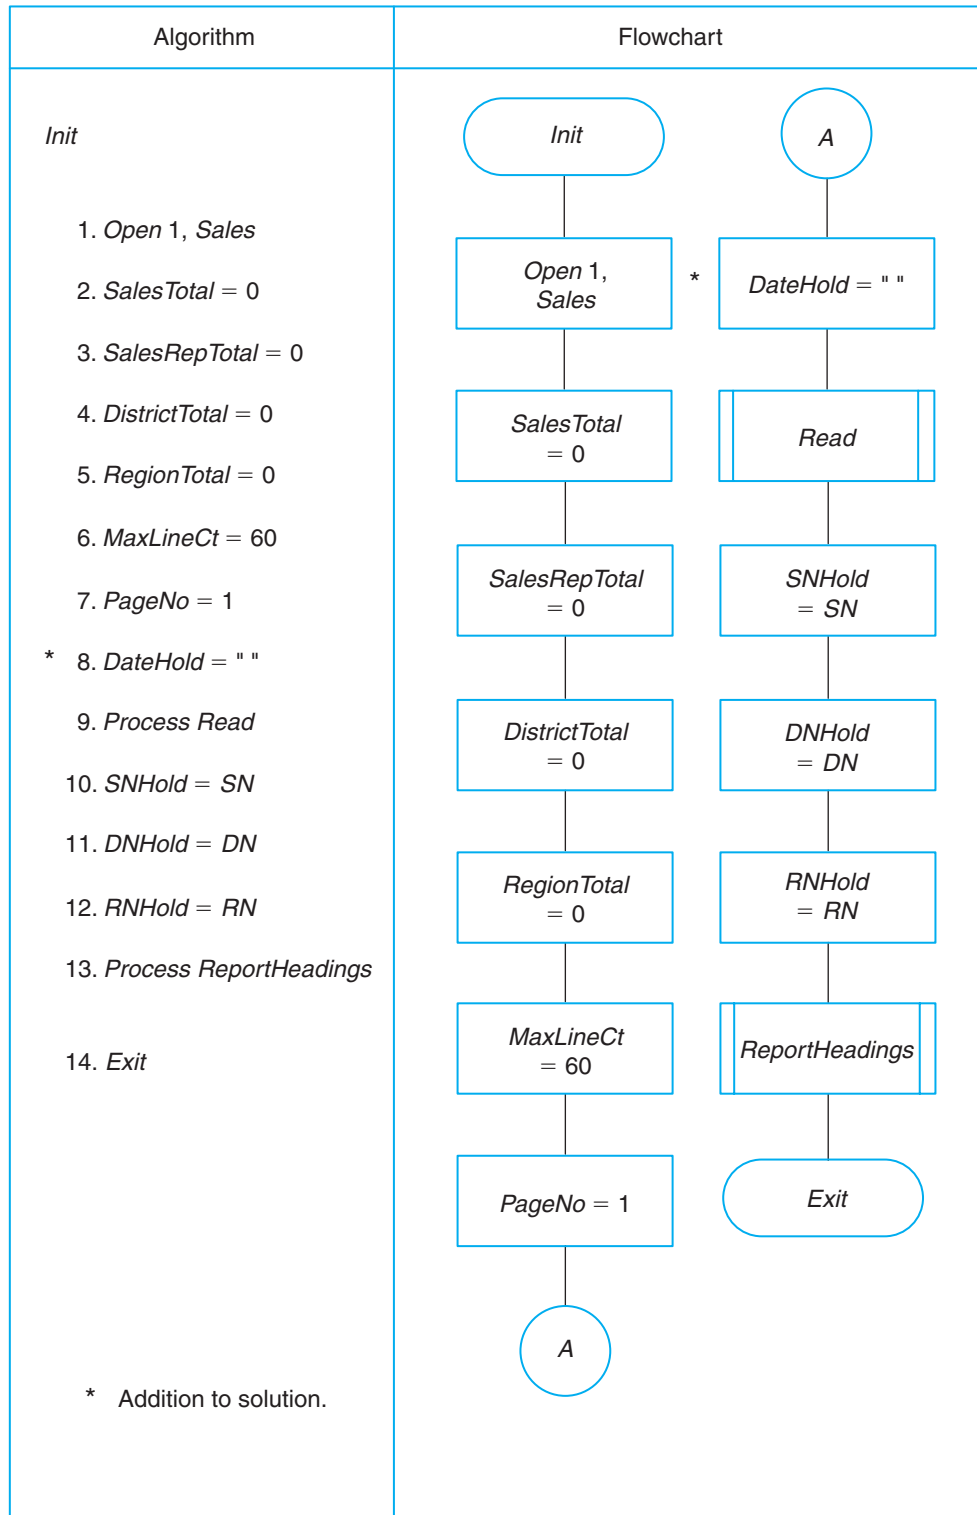 Algorithm
Flowchart
Init
1. Open 1, Sales
2. SalesTotal = 0
3. SalesRepTotal = 0
4. DistrictTotal = 0
5. RegionTotal = 0
6. MaxLineCt = 60
7. PageNo = 1
* 8. DateHold = " "
9. Process Read
10. SNHold = SN
11. DNHold = DN
12. RNHold = RN
13. Process ReportHeadings
14. Exit
* Addition to solution.
Init
Open 1,
Sales
SalesTotal
= 0
SalesRepTotal
= 0
DistrictTotal
= 0
RegionTotal
= 0
MaxLineCt
= 60
PageNo = 1
A
A
* DateHold = " "
Read
SNHold
= SN
DNHold
= DN
RNHold
= RN
ReportHeadings
Exit